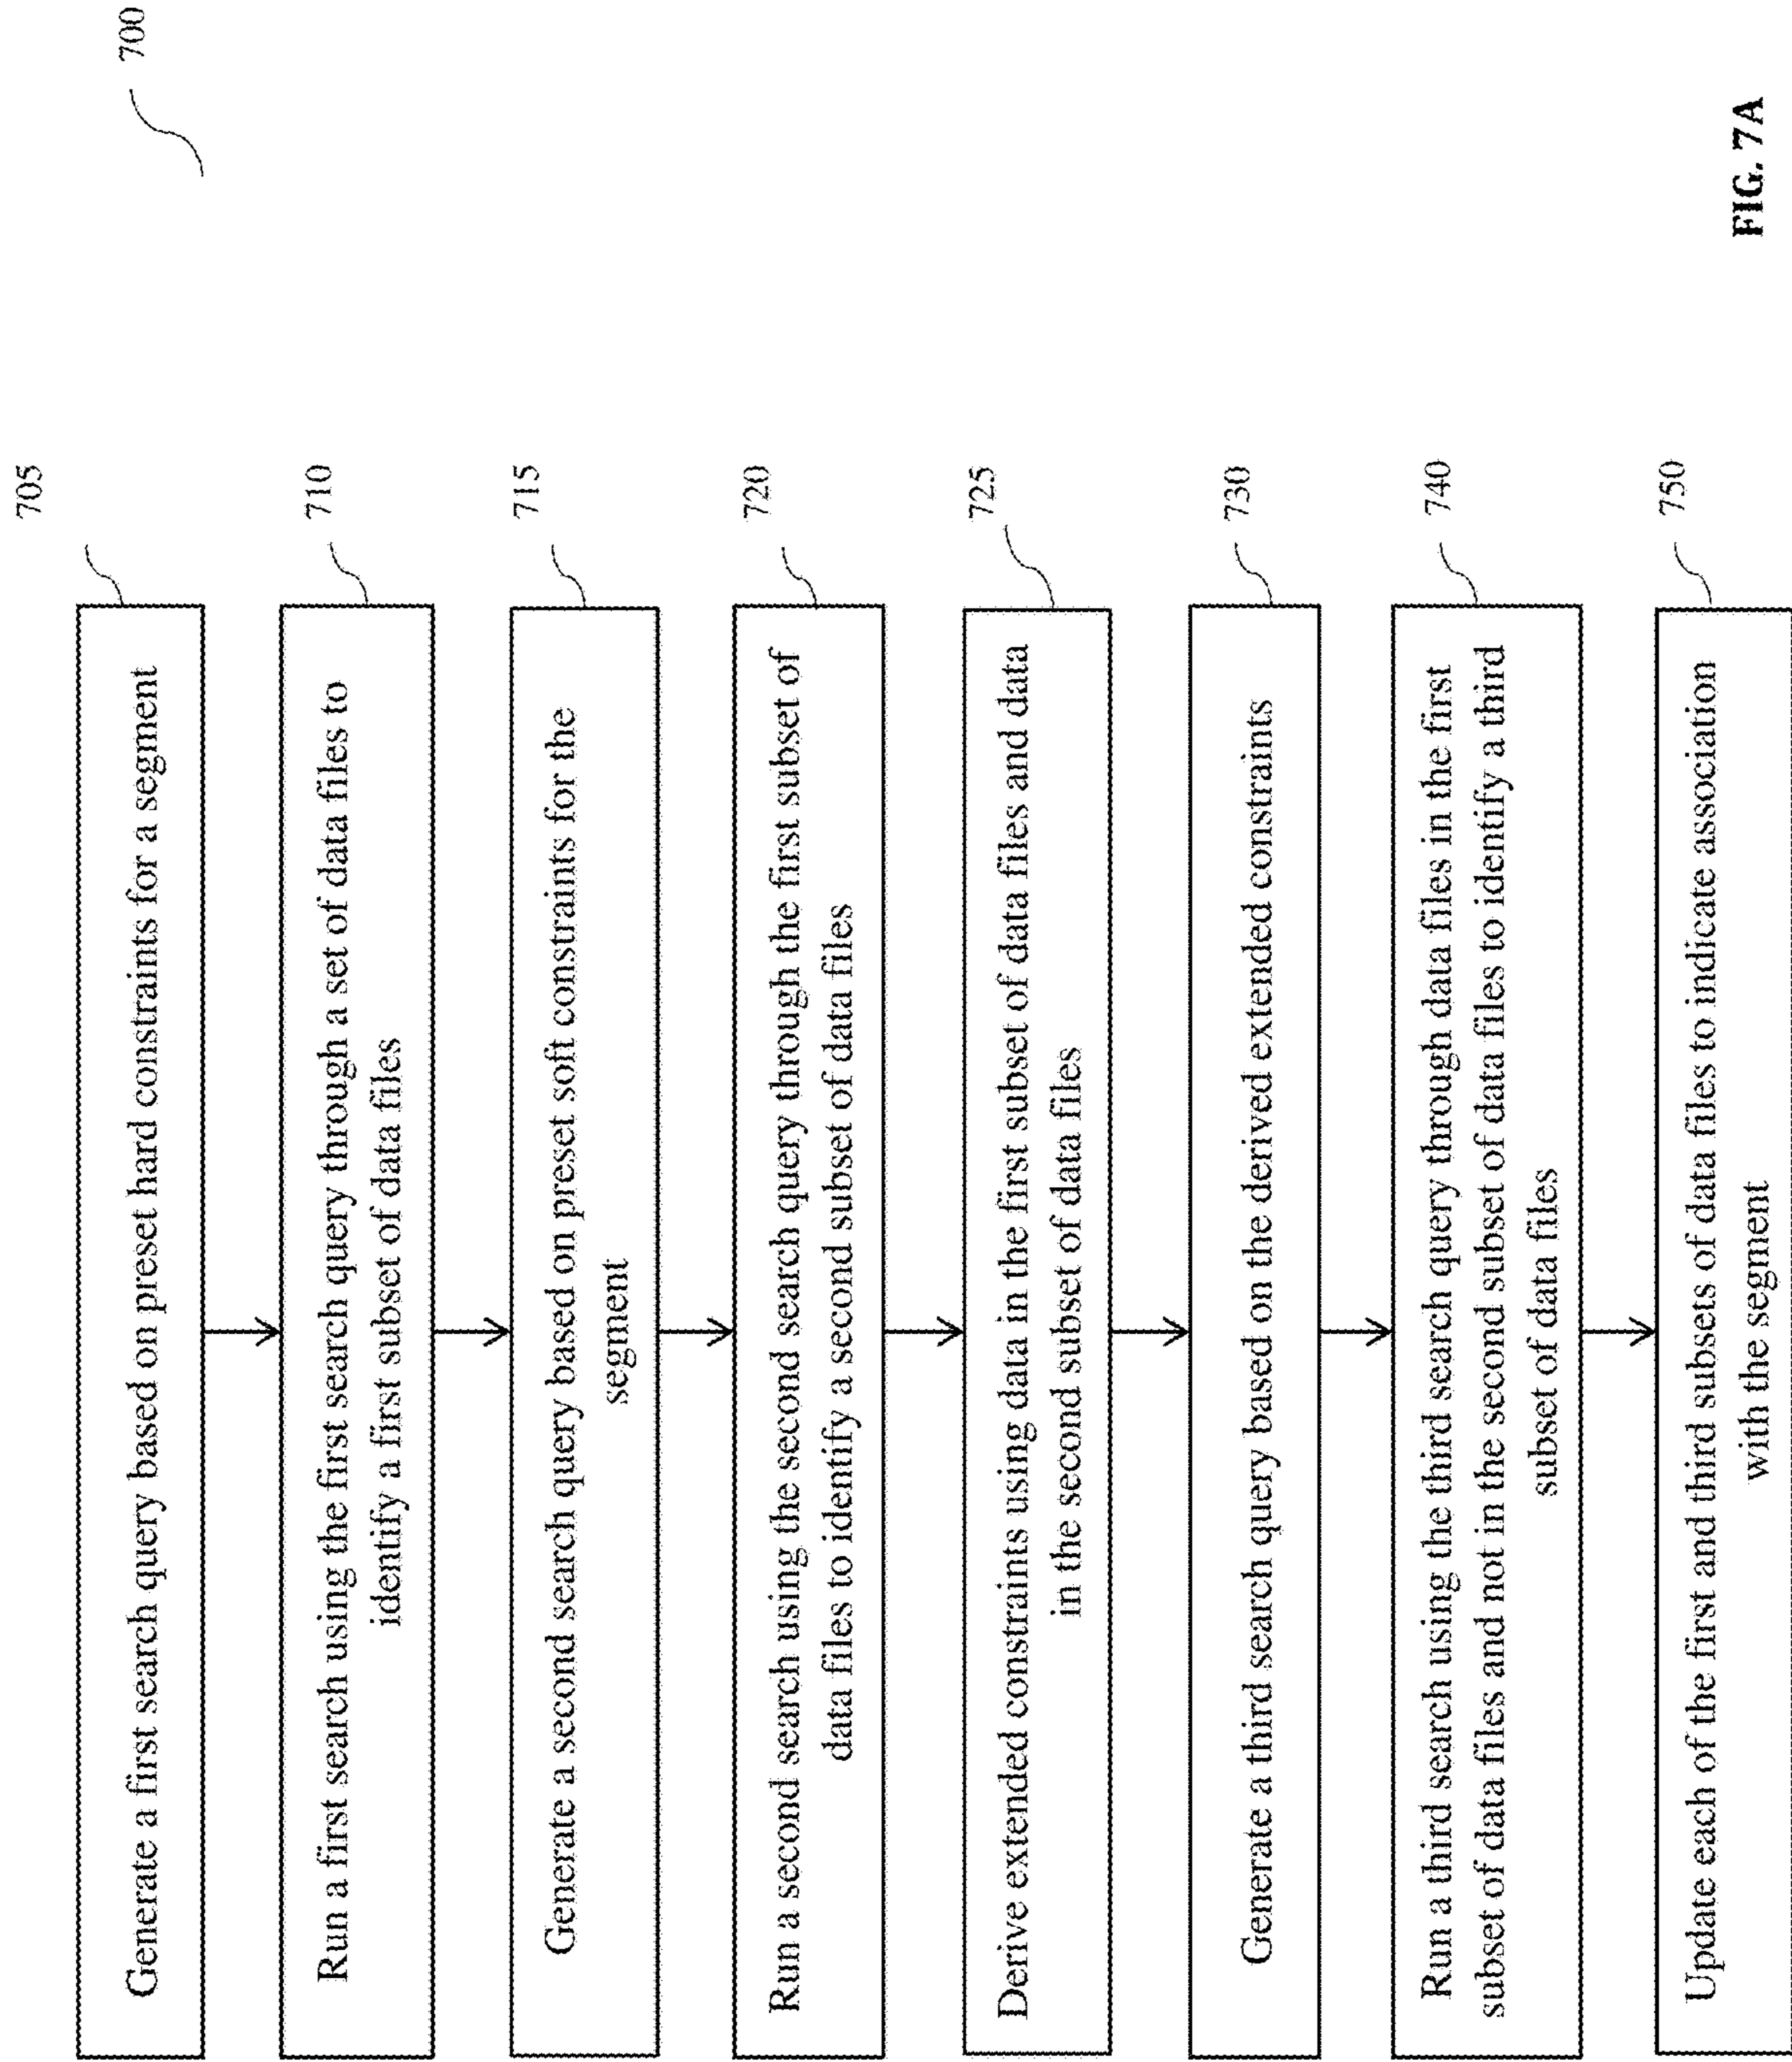 700
705
Generate a first search query based on preset hard constraints for a segment
710
Run a first search using the first search query through a set of data files to
identify a first subset of data files
715
Generate a second search query based on preset soft constraints for the
segment
720
Run a second search using the second search query through the first subset of
data files to identify a second subset of data files
725
Derive extended constraints using data in the first subset of data files and data
in the second subset of data files
730
Generate a third search query based on the derived extended constraints
740
Run a third search using the third search query through data files in the first
subset of data files and not in the second subset of data files to identify a third
subset of data files
750
Update each of the first and third subsets of data files to indicate association
with the segment
FIG. 7A